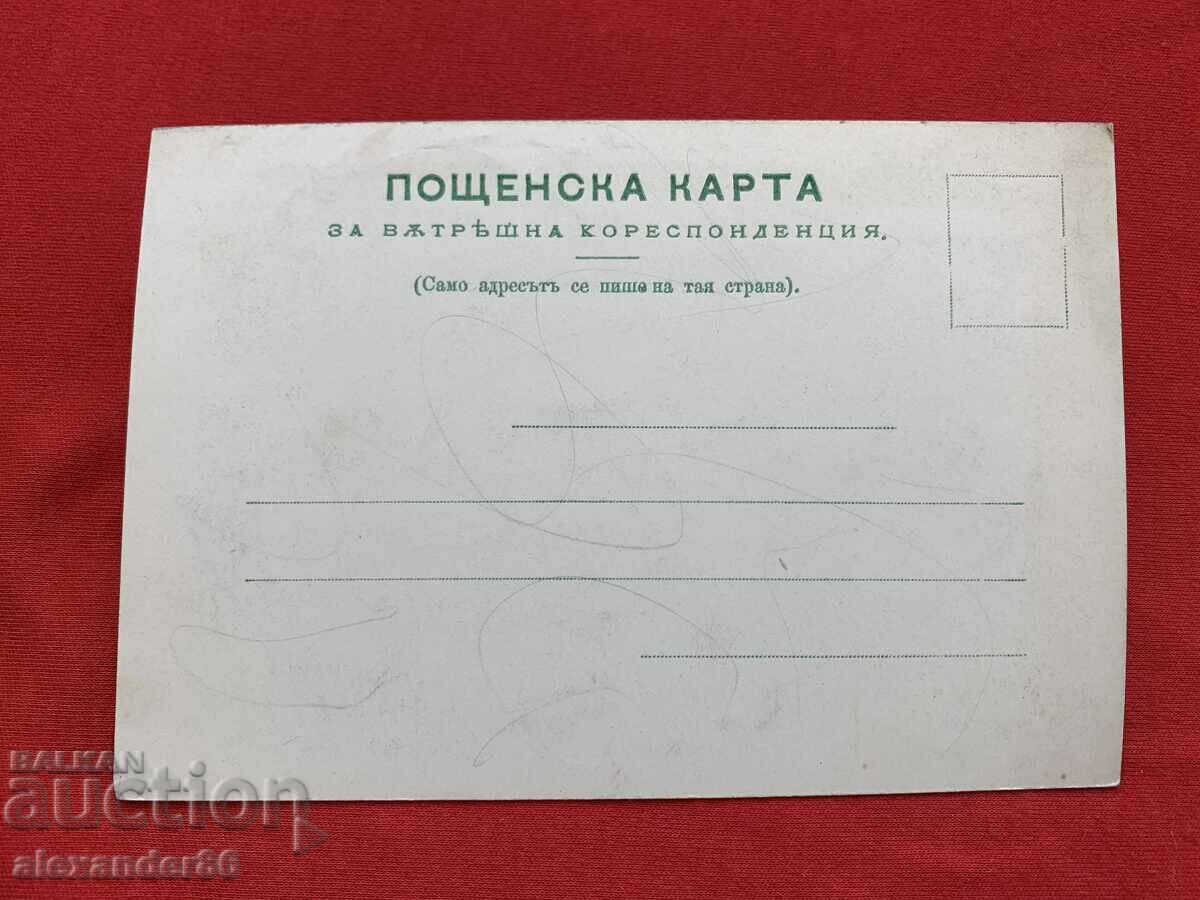 ПОЩЕНСКА КАРТА
ЗА ВѪТРѢШНА КОРЕСПОНДЕНЦИЯ.
(Само адресътъ се пише на тая страна).
BALKAN
auction
alexander86